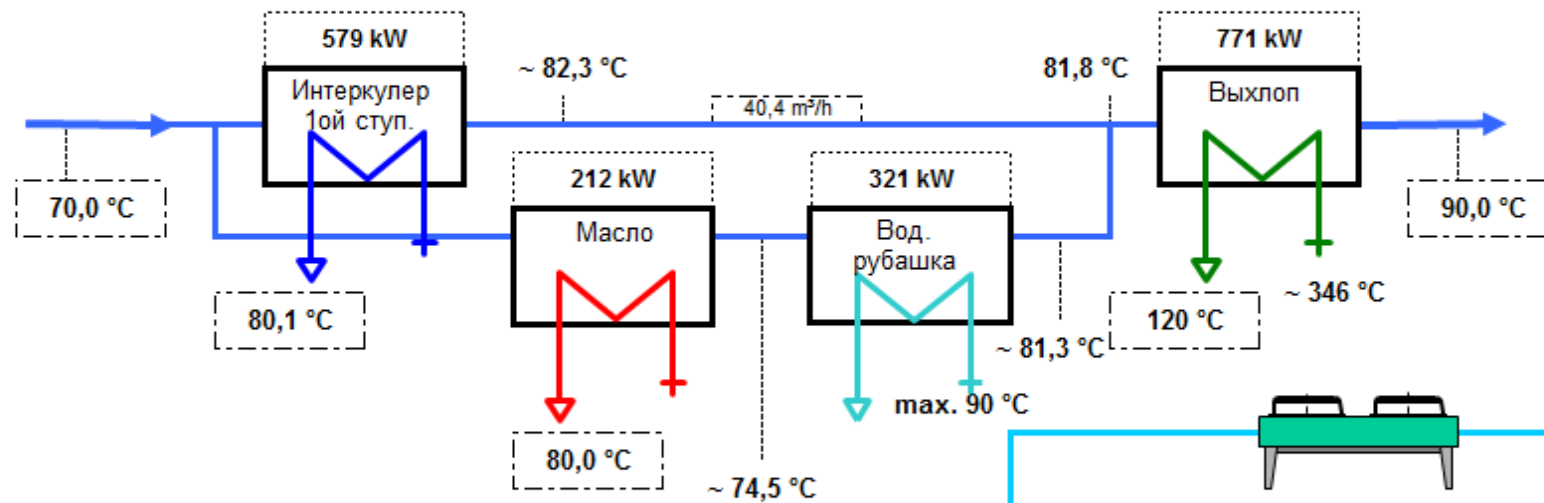 579 kW
771 kW
~ 82,3 °C
81,8 °C
Интеркулер
1ой ступ.
40,4 m³/h
Выхлоп
212 kW
321 kW
70,0 °C
90,0 °C
Масло
Вод.
рубашка
~ 346 °C
80,1 °C
120 °C
~ 81,3 °C
max. 90 °C
80,0 °C
~ 74,5 °C